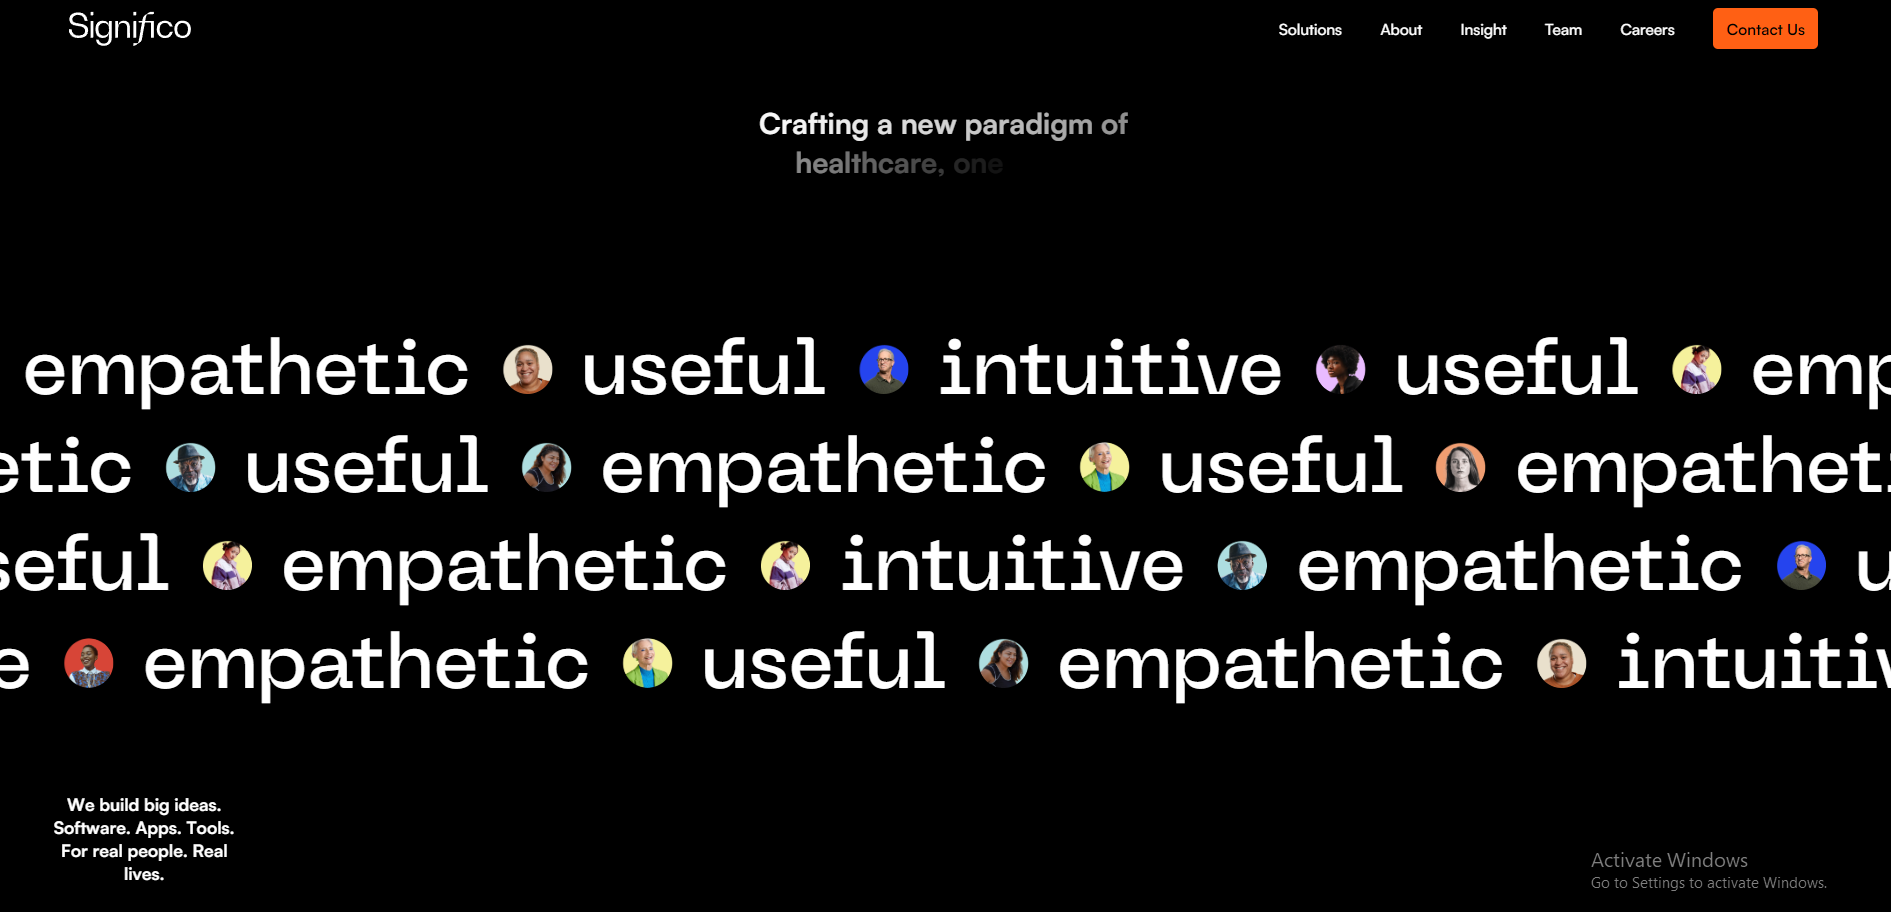 Significo
Solutions About Insight Team Careers Contact Us
Crafting a new paradigm of
healthcare, one
empathetic useful intuitive useful emp
etic useful empathetic useful empatheti
seful empathetic intuitive empathetic u
e empathetic useful empathetic intuitiv
We build big ideas.
Software. Apps. Tools.
For real people. Real
lives.
Activate Windows
Go to Settings to activate Windows.